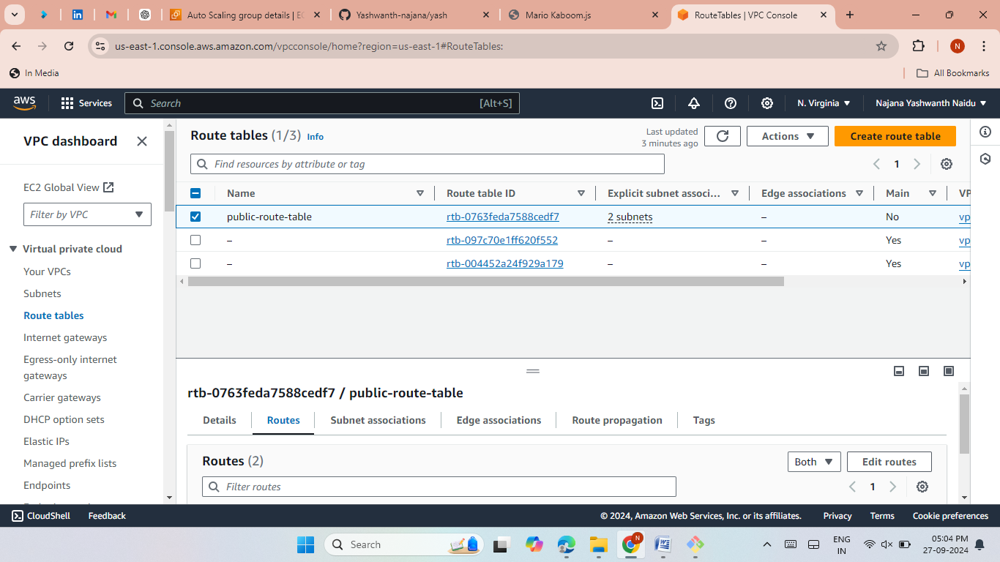 Auto Scaling group details | EC
Yashwanth-najana/yash
Mario Kaboom.js
RouteTables | VPC Console
us-east-1.console.aws.amazon.com/vpcconsole/home?region=us-east-1#RouteTables:
N
In Media
All Bookmarks
aws
Services
Search
[Alt+S]
N. Virginia
Najana Yashwanth Naidu
VPC dashboard
EC2 Global View
Filter by VPC
Virtual private cloud
Your VPCs
Subnets
Route tables
Internet gateways
Egress-only internet
gateways
Carrier gateways
DHCP option sets
Elastic IPs
Managed prefix lists
Endpoints
Route tables (1/3) Info
Last updated
3 minutes ago
Actions
Create route table
Find resources by attribute or tag
1
Name Route table ID Explicit subnet associ... Edge associations Main VP
public-route-table rtb-0763feda7588cedf7 2 subnets – No vp
– rtb-097c70e1ff620f552 – – Yes vp
– rtb-004452a24f929a179 – – Yes vp
rtb-0763feda7588cedf7 / public-route-table
Details Routes Subnet associations Edge associations Route propagation Tags
Routes (2)
Both
Edit routes
Filter routes
1
CloudShell Feedback
© 2024, Amazon Web Services, Inc. or its affiliates. Privacy Terms Cookie preferences
Search
N
ENG
IN
05:04 PM
27-09-2024